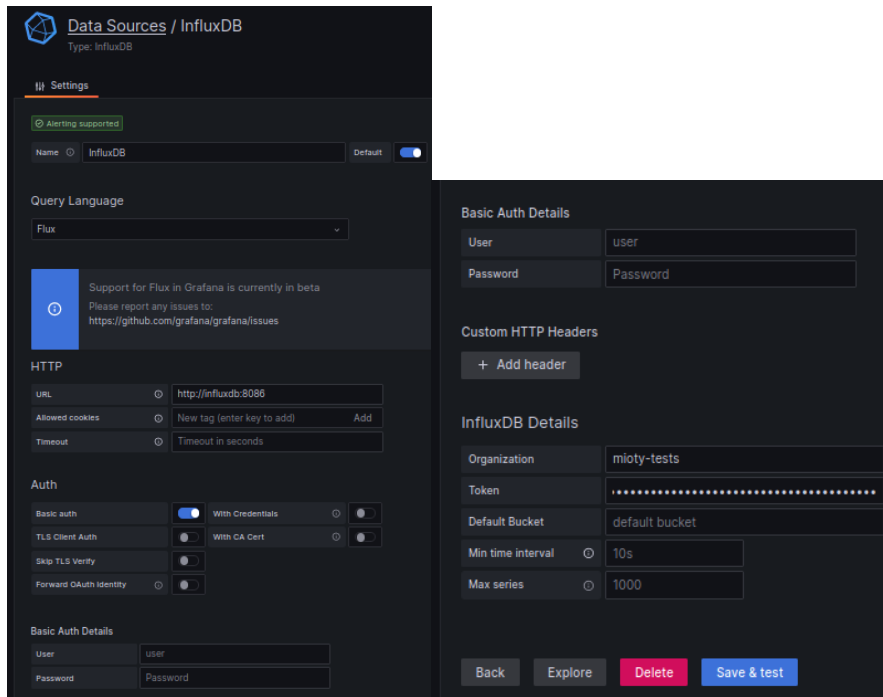 Data Sources / InfluxDB
Type: InfluxDB
Settings
Alerting supported
Name InfluxDB Default
Query Language
Flux
Support for Flux in Grafana is currently in beta
Please report any issues to:
https://github.com/grafana/grafana/issues
HTTP
URL http://influxdb:8086
Allowed cookies New tag (enter key to add) Add
Timeout Timeout in seconds
Auth
Basic auth With Credentials
TLS Client Auth With CA Cert
Skip TLS Verify
Forward OAuth Identity
Basic Auth Details
User user
Password Password
Basic Auth Details
User user
Password Password
Custom HTTP Headers
+ Add header
InfluxDB Details
Organization mioty-tests
Token
Default Bucket default bucket
Min time interval 10s
Max series 1000
Back Explore Delete Save & test